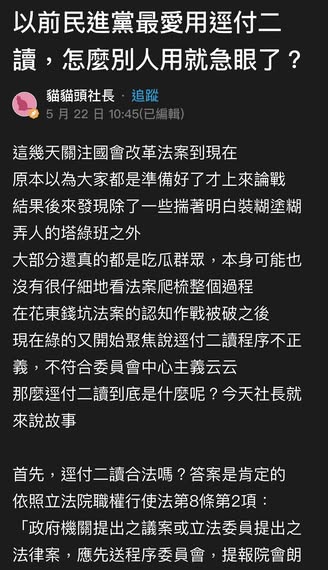 以前民進黨最愛用逕付二
讀，怎麼別人用就急眼了？
貓貓頭社長 · 追蹤
5 月 22 日 10:45(已編輯)
這幾天關注國會改革法案到現在
原本以為大家都是準備好了才上來論戰
結果後來發現除了一些揣著明白裝糊塗糊
弄人的塔綠班之外
大部分還真的都是吃瓜群眾，本身可能也
沒有很仔細地看法案爬梳整個過程
在花東錢坑法案的認知作戰被破之後
現在綠的又開始聚焦說逕付二讀程序不正
義，不符合委員會中心主義云云
那麼逕付二讀到底是什麼呢？今天社長就
來說故事
首先，逕付二讀合法嗎？答案是肯定的
依照立法院職權行使法第8條第2項：
「政府機關提出之議案或立法委員提出之
法律案，應先送程序委員會，提報院會朗